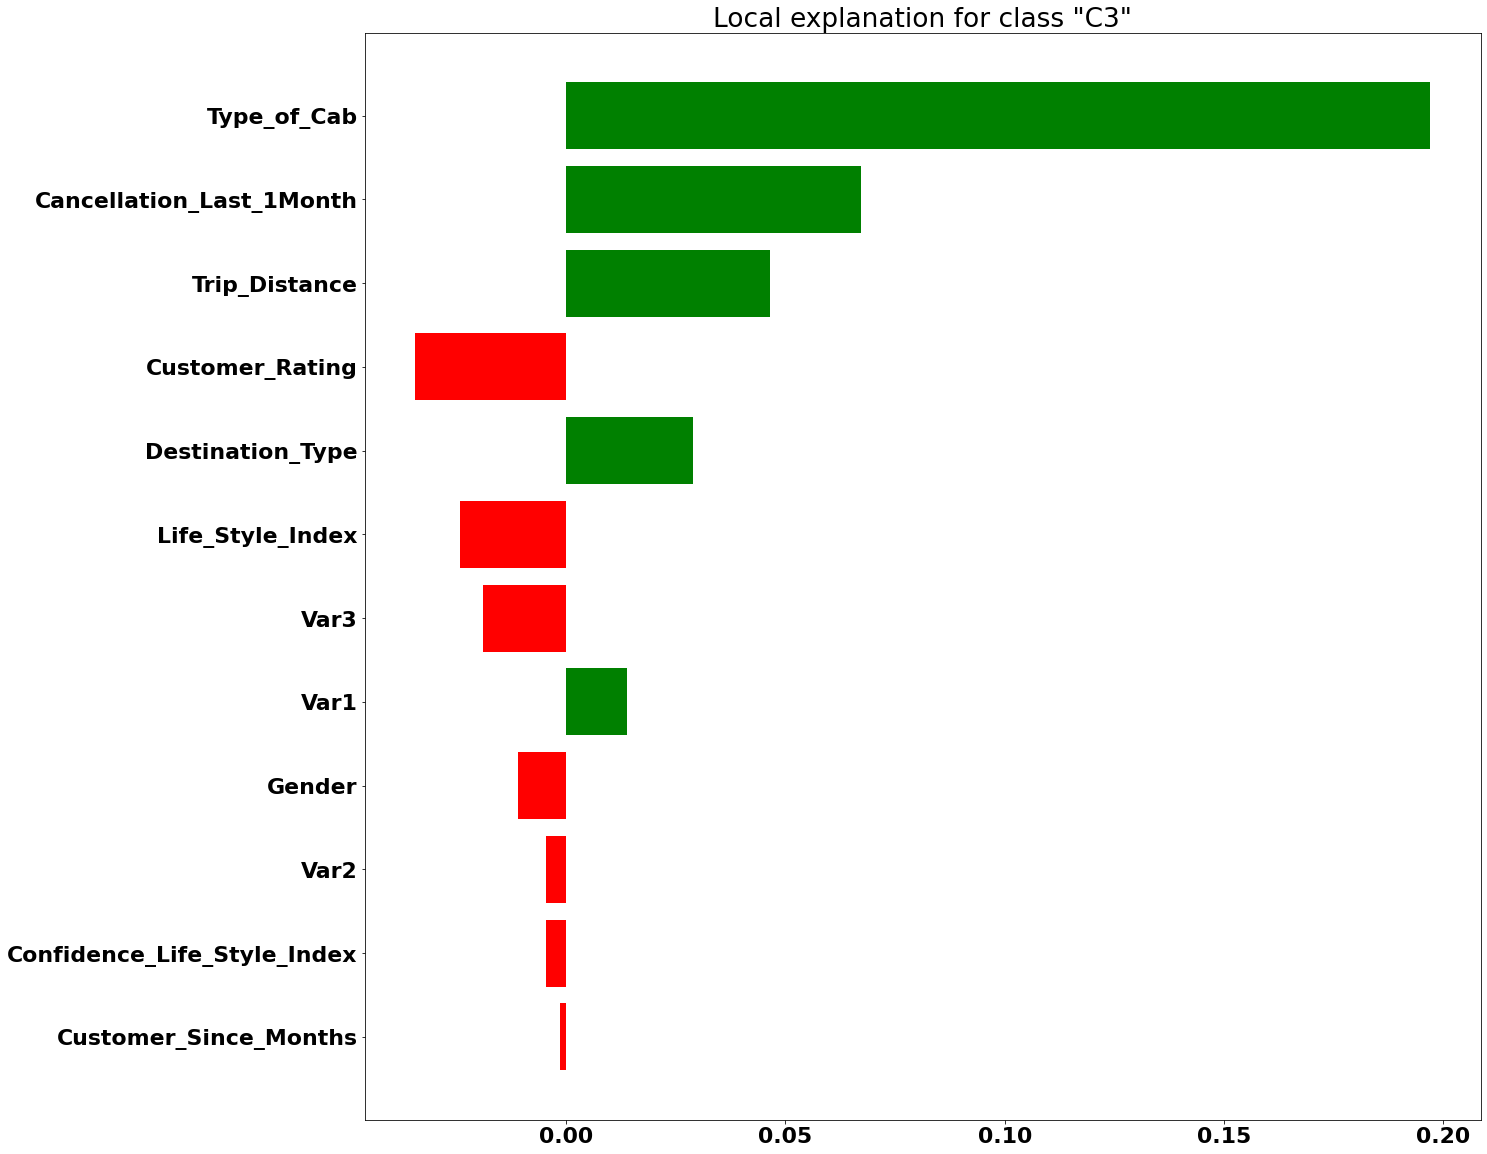 Local explanation for class "C3"
Type_of_Cab
Cancellation_Last_1Month
Trip_Distance
Customer_Rating
Destination_Type
Life_Style_Index
Var3
Var1
Gender
Var2
Confidence_Life_Style_Index
Customer_Since_Months
0.00 0.05 0.10 0.15 0.20